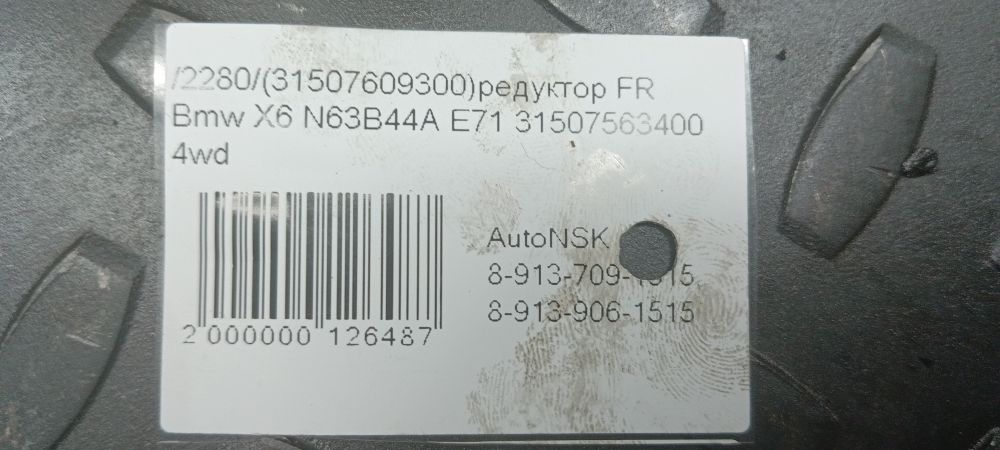 /2280/(31507609300)редуктор FR
Bmw X6 N63B44A E71 31507563400
4wd
AutoNSK
8-913-709-1515
8-913-906-1515
2 000000 126487